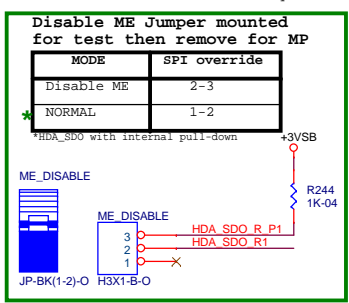 Disable ME Jumper mounted
for test then remove for MP
MODE SPI override
Disable ME 2-3
* NORMAL 1-2
*HDA_SDO with internal pull-down
+3VSB
ME_DISABLE
R244
1K-04
ME_DISABLE
3 HDA_SDO_R_P1
2 HDA_SDO_R1
1
JP-BK(1-2)-O H3X1-B-O